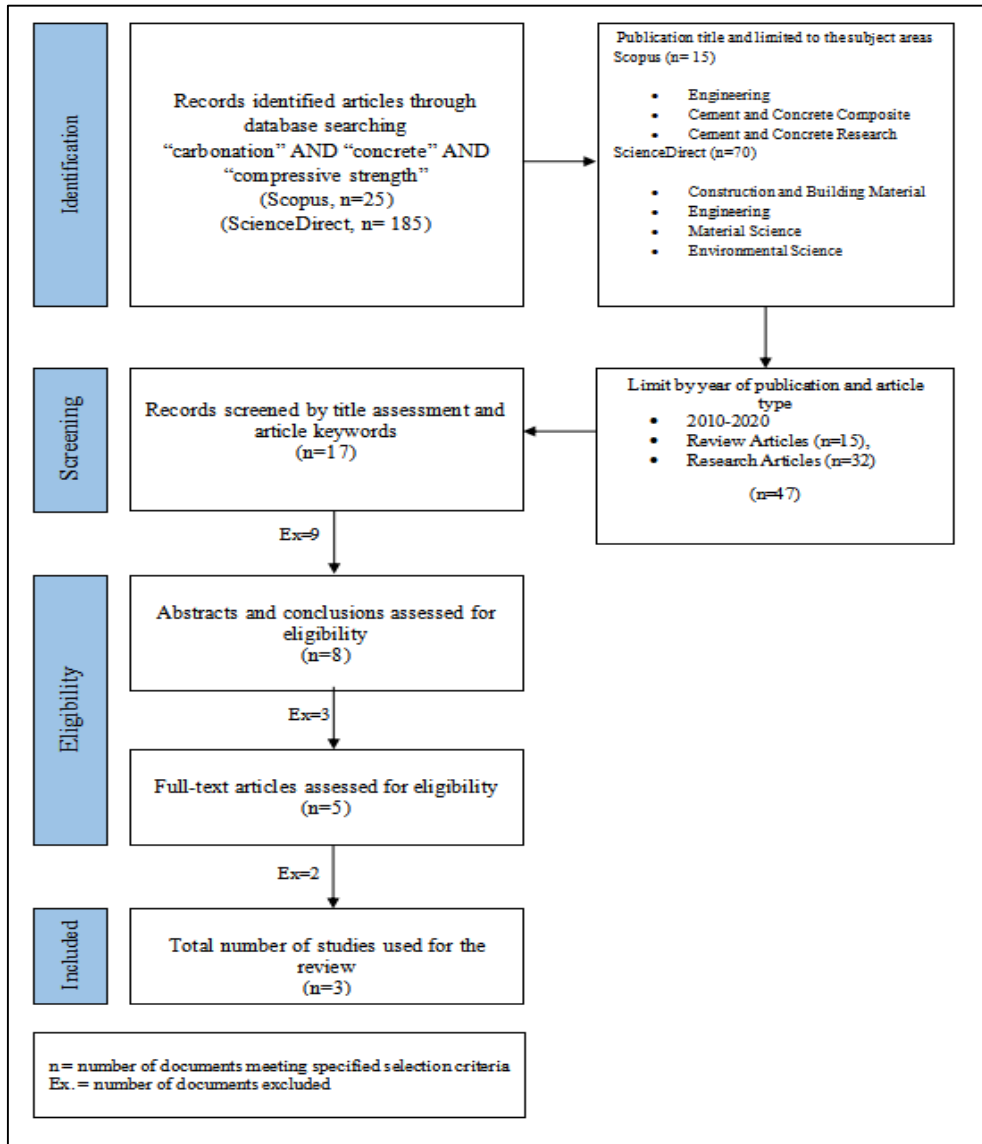 Identification
Records identified articles through
database searching
“carbonation” AND “concrete” AND
“compressive strength”
(Scopus, n=25)
(ScienceDirect, n= 185)
Publication title and limited to the subject areas
Scopus (n= 15)
• Engineering
• Cement and Concrete Composite
• Cement and Concrete Research
ScienceDirect (n=70)
• Construction and Building Material
• Engineering
• Material Science
• Environmental Science
Screening
Records screened by title assessment and
article keywords
(n=17)
Limit by year of publication and article
type
• 2010-2020
• Review Articles (n=15),
• Research Articles (n=32)
(n=47)
Ex=9
Eligibility
Abstracts and conclusions assessed for
eligibility
(n=8)
Ex=3
Full-text articles assessed for eligibility
(n=5)
Ex=2
Included
Total number of studies used for the
review
(n=3)
n = number of documents meeting specified selection criteria
Ex. = number of documents excluded